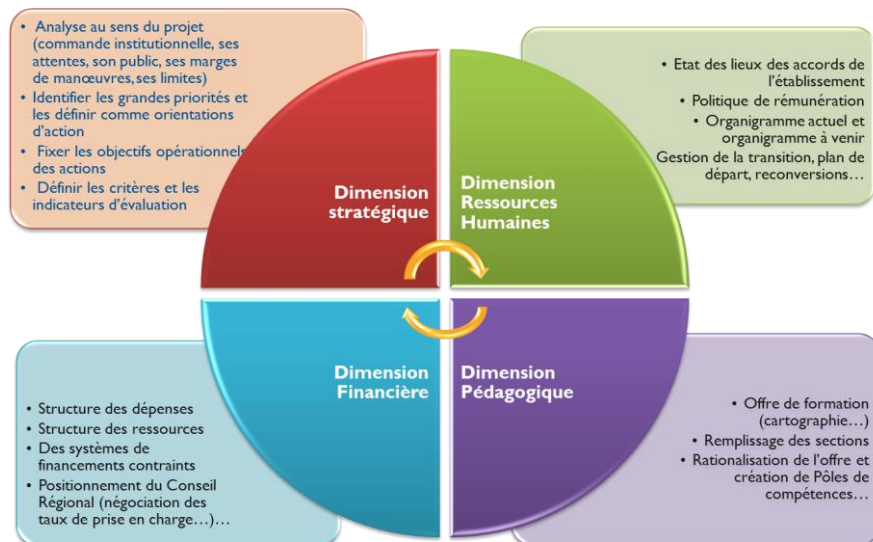 • Analyse au sens du projet
(commande institutionnelle, ses
attentes, son public, ses marges
de manœuvres, ses limites)
• Identifier les grandes priorités et
les définir comme orientations
d'action
• Fixer les objectifs opérationnels
des actions
• Définir les critères et les
indicateurs d'évaluation
Dimension
stratégique
Dimension
Ressources
Humaines
• Etat des lieux des accords de
l'établissement
• Politique de rémunération
• Organigramme actuel et
organigramme à venir
Gestion de la transition, plan de
départ, reconversions…
• Structure des dépenses
• Structure des ressources
• Des systèmes de
financements contraints
• Positionnement du Conseil
Régional (négociation des
taux de prise en charge…)…
Dimension
Financière
Dimension
Pédagogique
• Offre de formation
(cartographie…)
• Remplissage des sections
• Rationalisation de l'offre et
création de Pôles de
compétences…